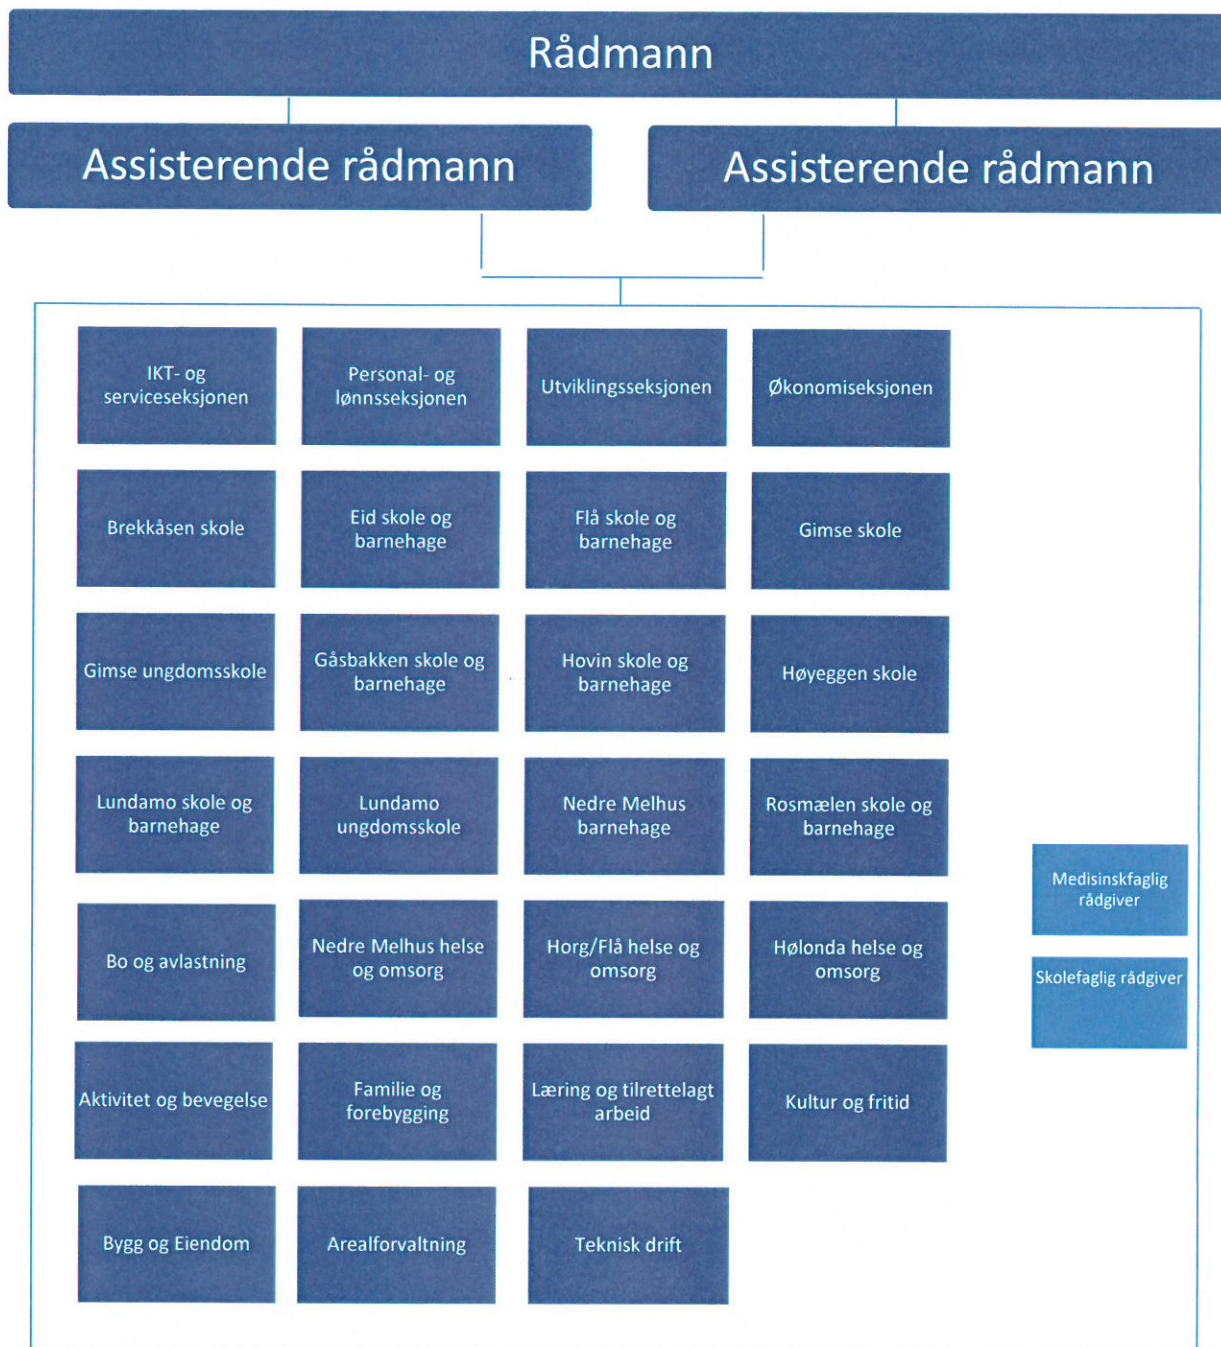 Rådmann
Assisterende rådmann
Assisterende rådmann
IKT- og
serviceseksjonen
Personal- og
lønnsseksjonen
Utviklingsseksjonen
Økonomiseksjonen
Brekkåsen skole
Eid skole og
barnehage
Flå skole og
barnehage
Gimse skole
Gimse ungdomsskole
Gåsbakken skole og
barnehage
Hovin skole og
barnehage
Høyeggen skole
Lundamo skole og
barnehage
Lundamo
ungdomsskole
Nedre Melhus
barnehage
Rosmælen skole og
barnehage
Medisinskfaglig
rådgiver
Bo og avlastning
Nedre Melhus helse
og omsorg
Horg/Flå helse og
omsorg
Hølonda helse og
omsorg
Skolefaglig rådgiver
Aktivitet og bevegelse
Familie og
forebygging
Læring og tilrettelagt
arbeid
Kultur og fritid
Bygg og Eiendom
Arealforvaltning
Teknisk drift